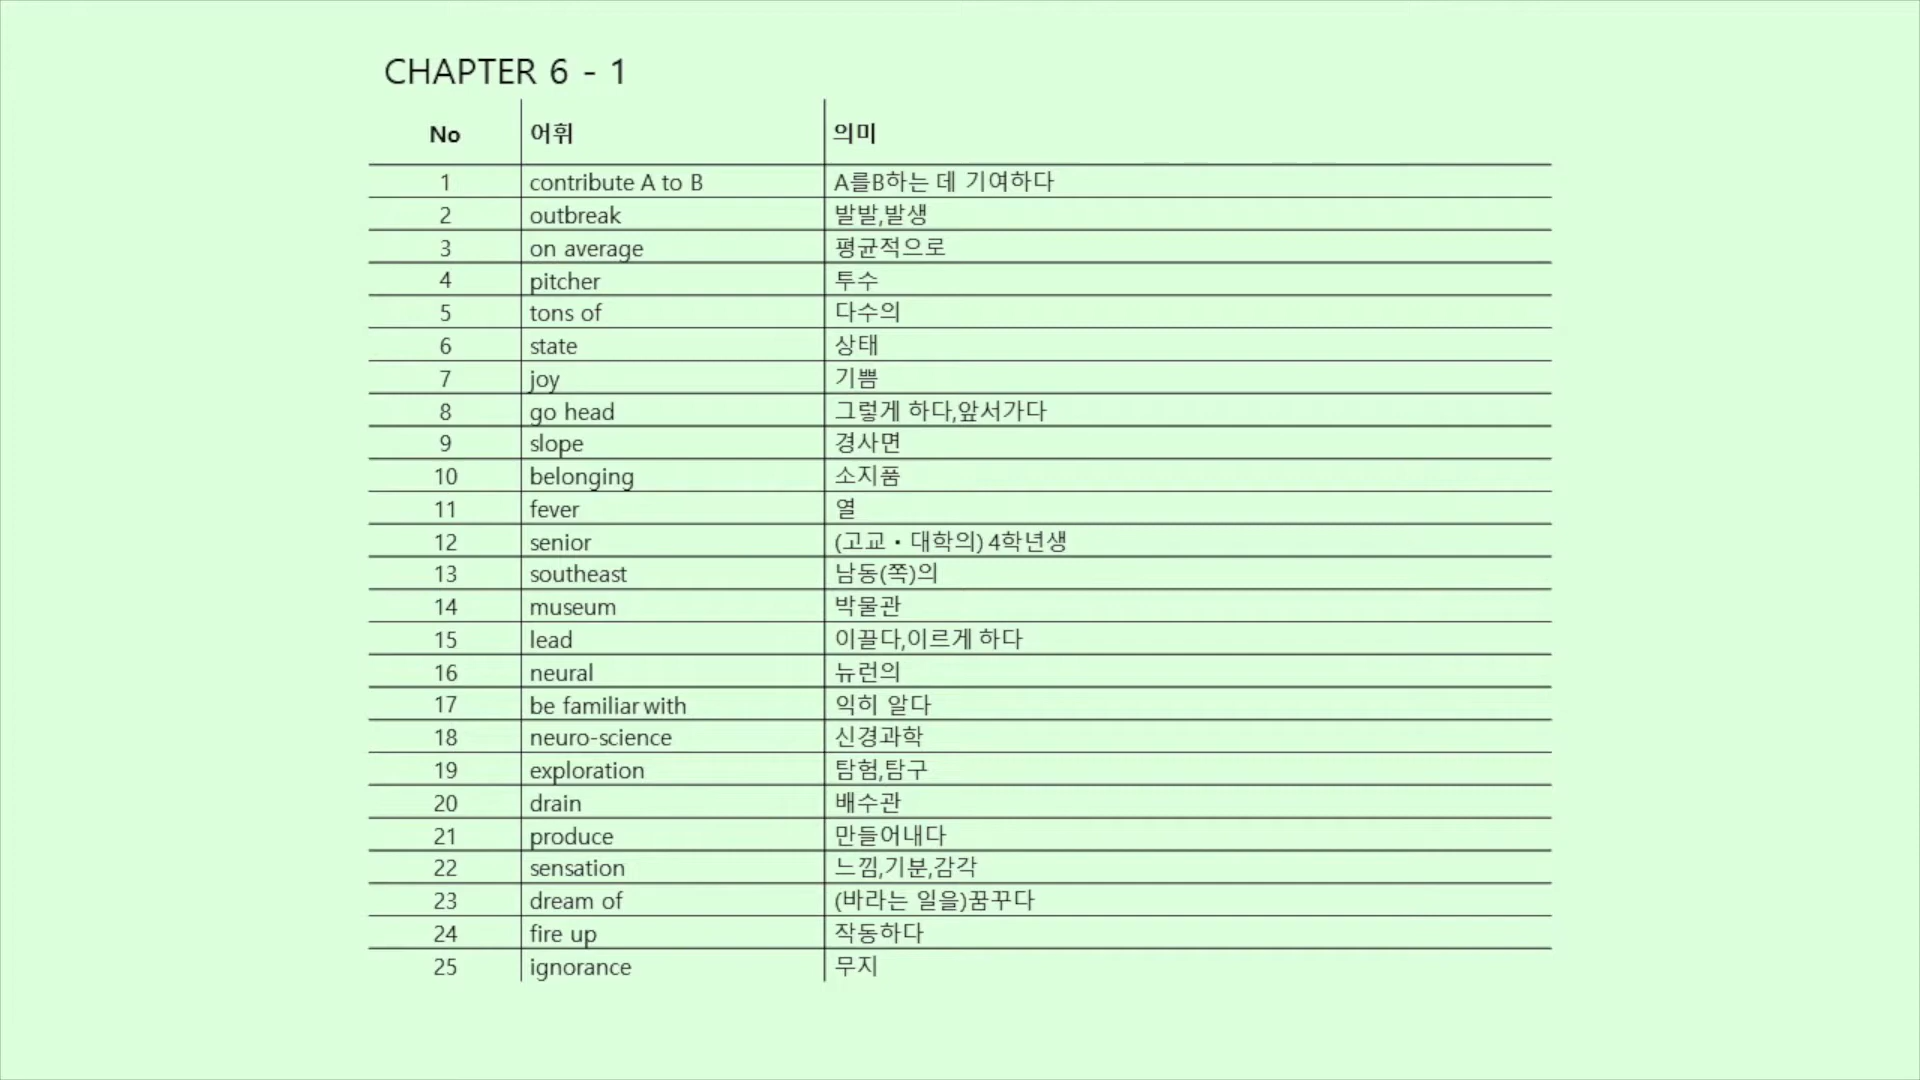 CHAPTER 6 - 1
No 어휘 의미
1 contribute A to B A를B하는 데 기여하다
2 outbreak 발발,발생
3 on average 평균적으로
4 pitcher 투수
5 tons of 다수의
6 state 상태
7 joy 기쁨
8 go head 그렇게 하다,앞서가다
9 slope 경사면
10 belonging 소지품
11 fever 열
12 senior (고교・대학의) 4학년생
13 southeast 남동(쪽)의
14 museum 박물관
15 lead 이끌다,이르게 하다
16 neural 뉴런의
17 be familiar with 익히 알다
18 neuro-science 신경과학
19 exploration 탐험,탐구
20 drain 배수관
21 produce 만들어내다
22 sensation 느낌,기분,감각
23 dream of (바라는 일을)꿈꾸다
24 fire up 작동하다
25 ignorance 무지